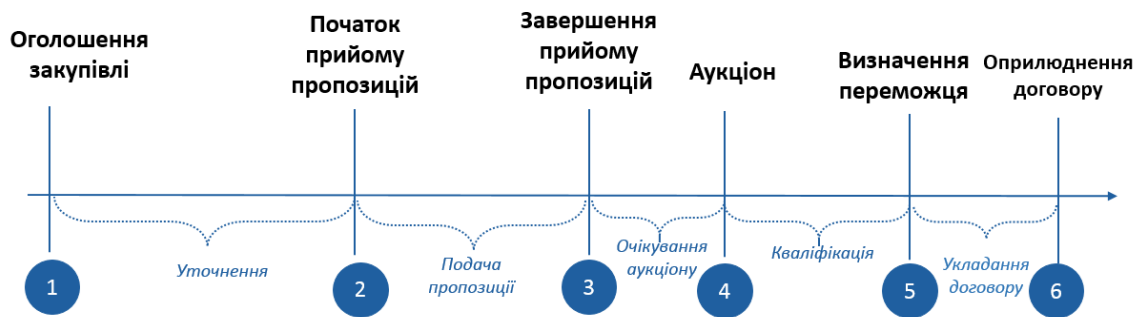 Оголошення
закупівлі
Початок
прийому
пропозицій
Завершення
прийому
пропозицій
Аукціон
Визначення
переможця
Оприлюднення
договору
Уточнення
Подача
пропозиції
Очікування
аукціону
Кваліфікація
Укладання
договору
1
2
3
4
5
6